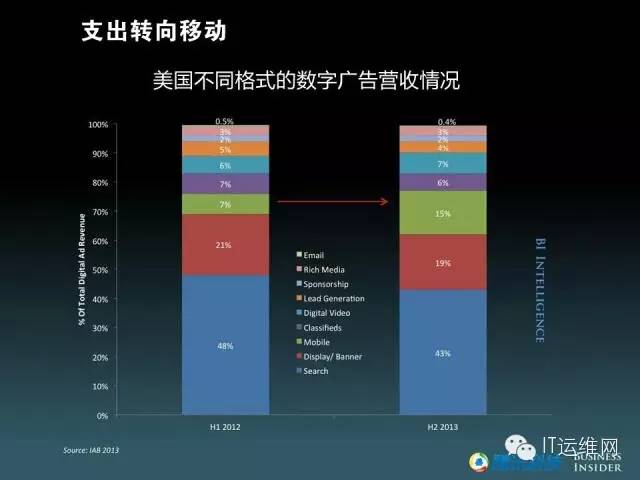 支出转向移动
美国不同格式的数字广告营收情况
% Of Total Digital Ad Revenue
100%
90%
80%
70%
60%
50%
40%
30%
20%
10%
0%
0.5%
3%
2%
5%
6%
7%
7%
21%
48%
H1 2012
Email
Rich Media
Sponsorship
Lead Generation
Digital Video
Classifieds
Mobile
Display/ Banner
Search
0.4%
3%
2%
4%
7%
6%
15%
19%
43%
H2 2013
BI INTELLIGENCE
Source: IAB 2013
IT运维网
BUSINESS
INSIDER